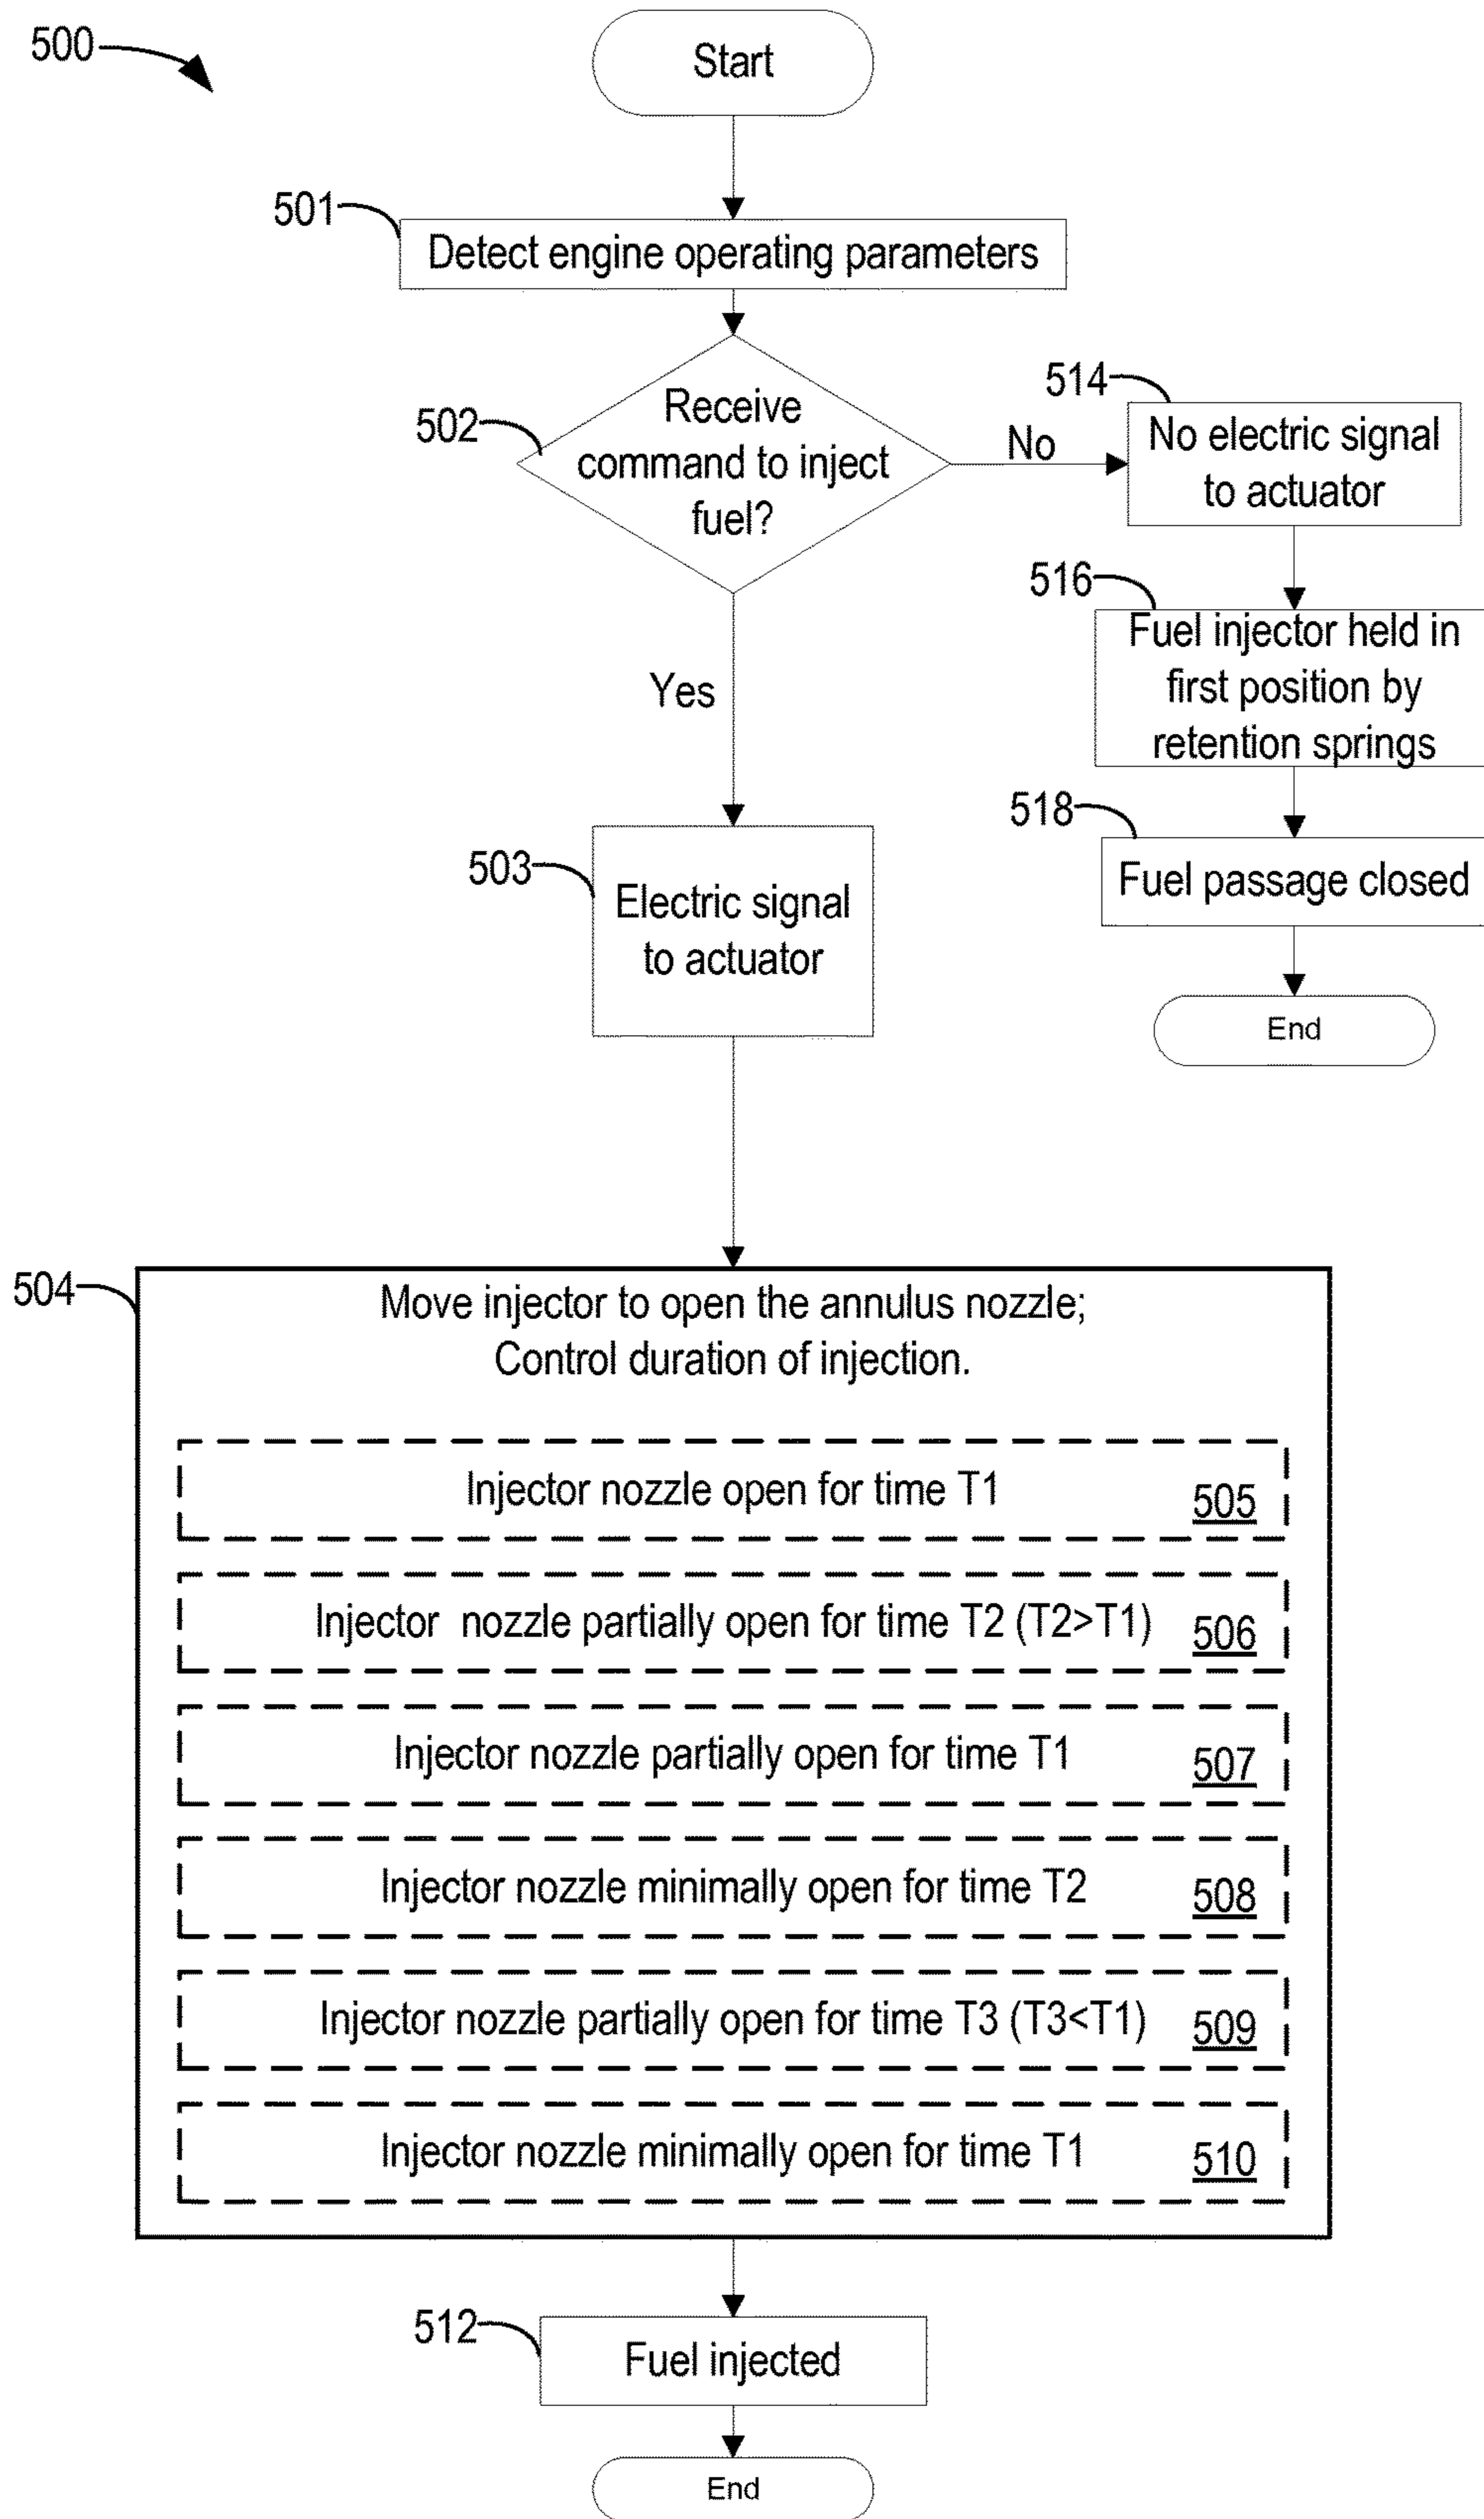 500
Start
501
Detect engine operating parameters
502
Receive
command to inject
fuel?
No
514
No electric signal
to actuator
516
Fuel injector held in
first position by
retention springs
518
Fuel passage closed
End
Yes
503
Electric signal
to actuator
504
Move injector to open the annulus nozzle;
Control duration of injection.
Injector nozzle open for time T1 505
Injector nozzle partially open for time T2 (T2>T1) 506
Injector nozzle partially open for time T1 507
Injector nozzle minimally open for time T2 508
Injector nozzle partially open for time T3 (T3<T1) 509
Injector nozzle minimally open for time T1 510
512
Fuel injected
End